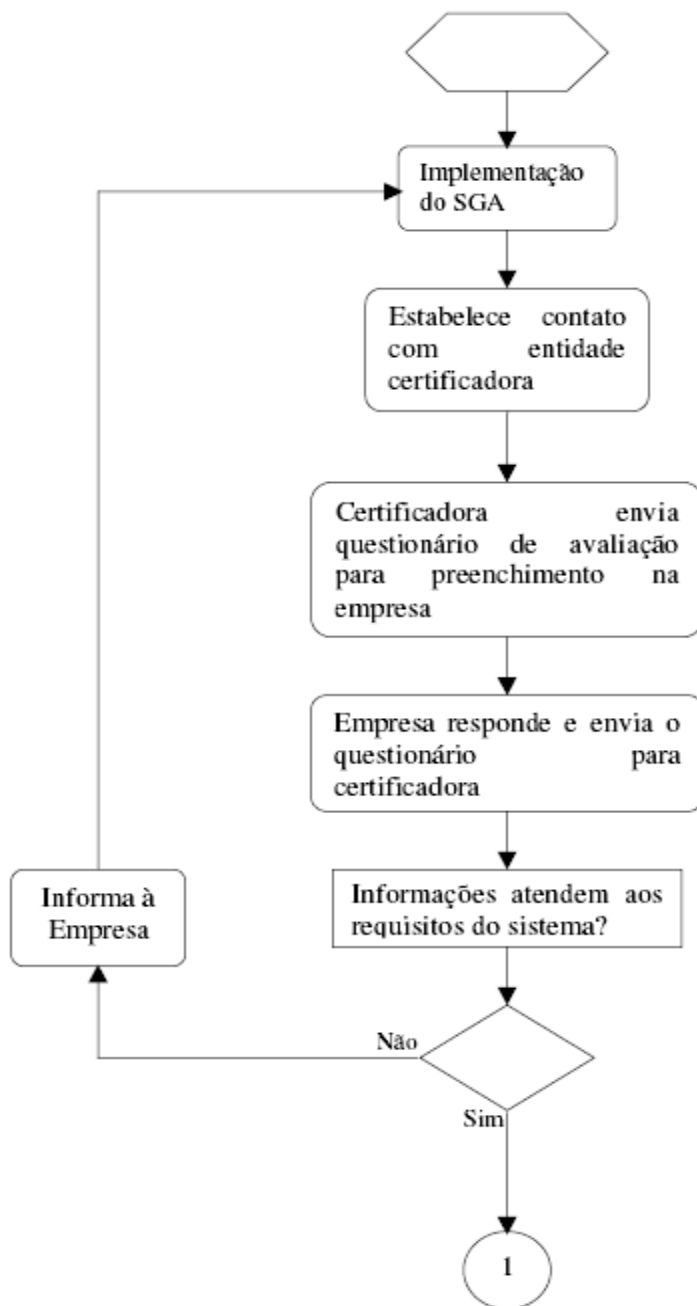 Implementação
do SGA
Estabelece contato
com entidade
certificadora
Certificadora envia
questionário de avaliação
para preenchimento na
empresa
Empresa responde e envia o
questionário para
certificadora
Informações atendem aos
requisitos do sistema?
Informa à
Empresa
Não
Sim
1